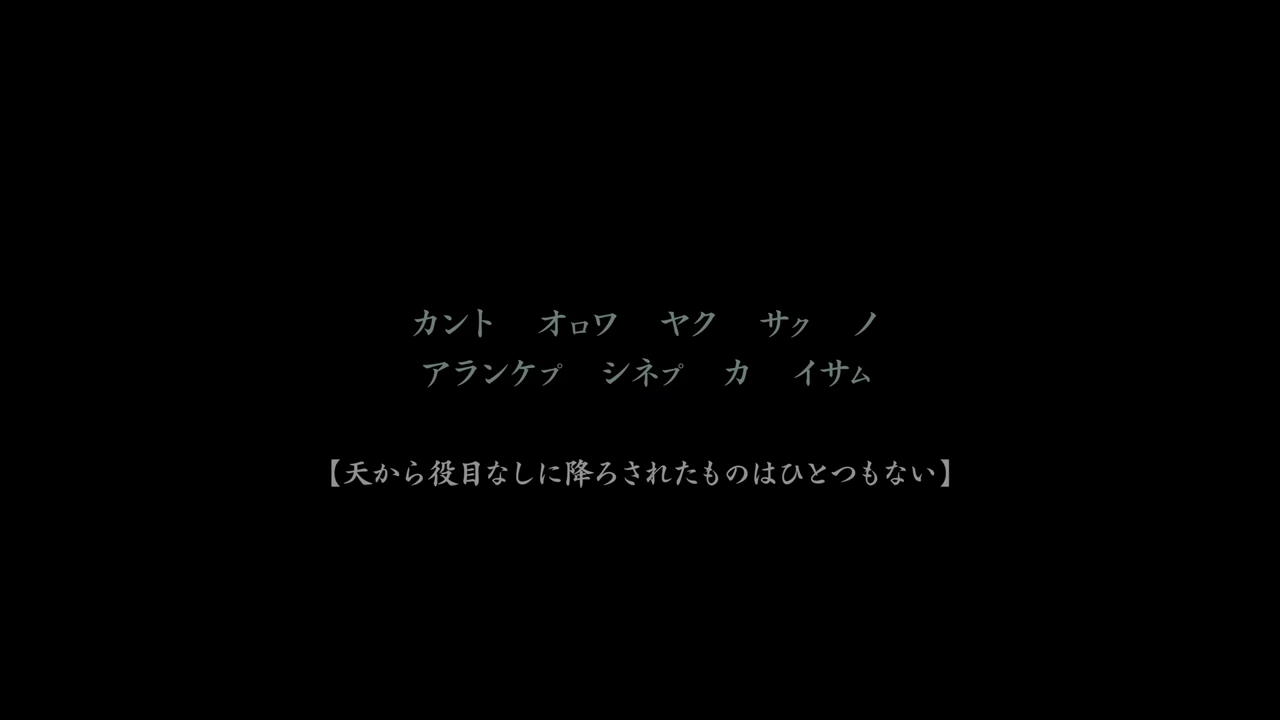 カント オㇿワ ヤク サㇰ ノ
アランケㇷ゚ シネㇷ゚ カ イサㇺ
【天から役目なしに降ろされたものはひとつもない】